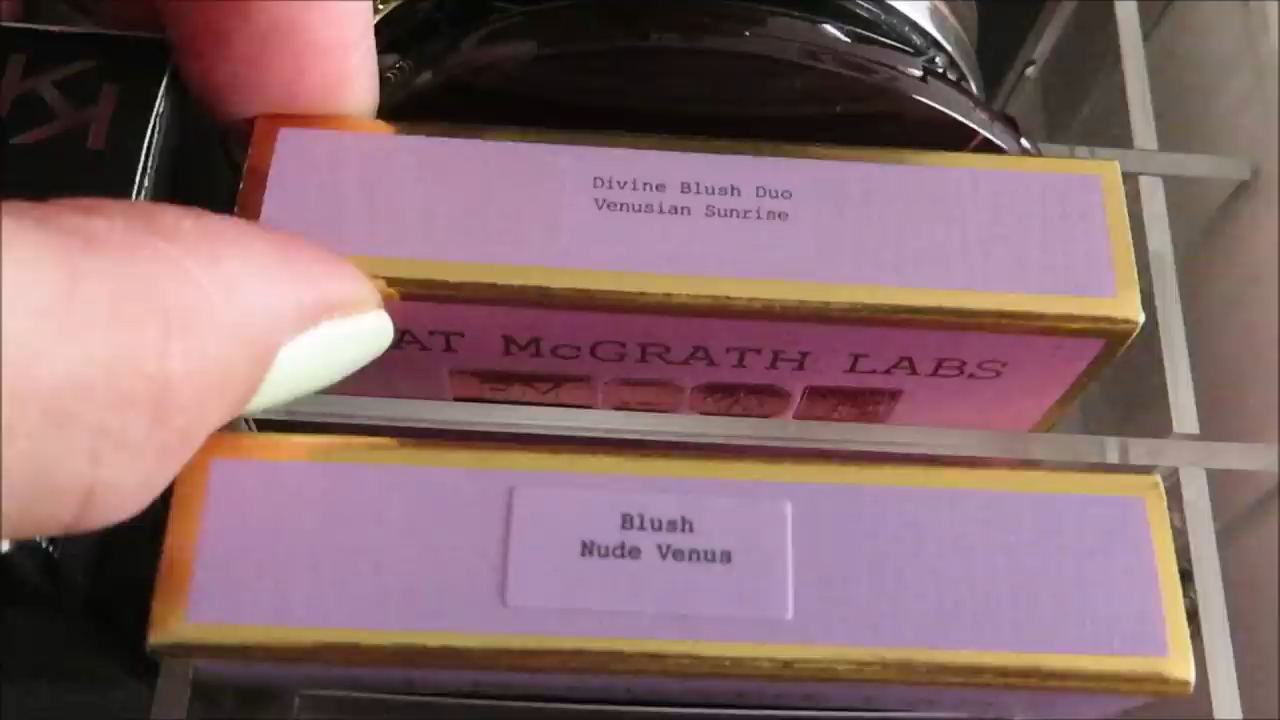 Divine Blush Duo
Venusian Sunrise
AT McGRATH LABS
Blush
Nude Venus